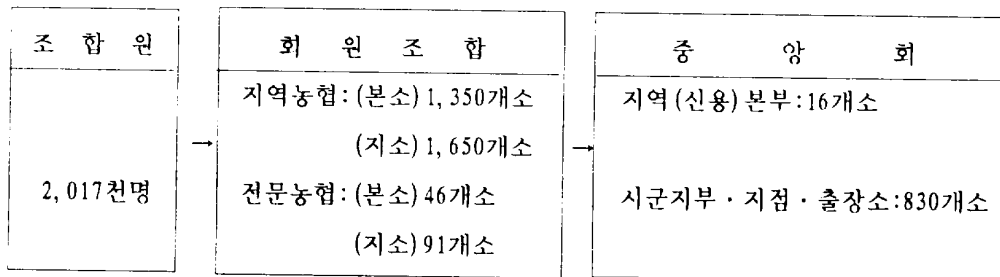 조 합 원
2,017천명
회 원 조 합
지역농협: (본소) 1,350개소
(지소) 1,650개소
전문농협: (본소) 46개소
(지소) 91개소
중 앙 회
지역(신용)본부:16개소
시군지부·지점·출장소:830개소